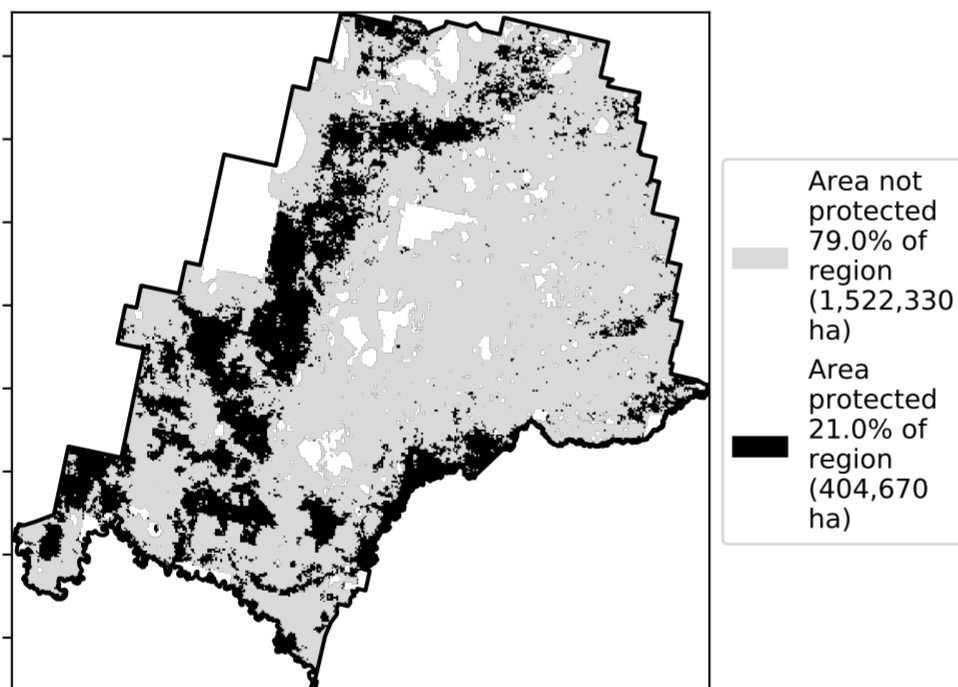 Area not
protected
79.0% of
region
(1,522,330
ha)
Area
protected
21.0% of
region
(404,670
ha)